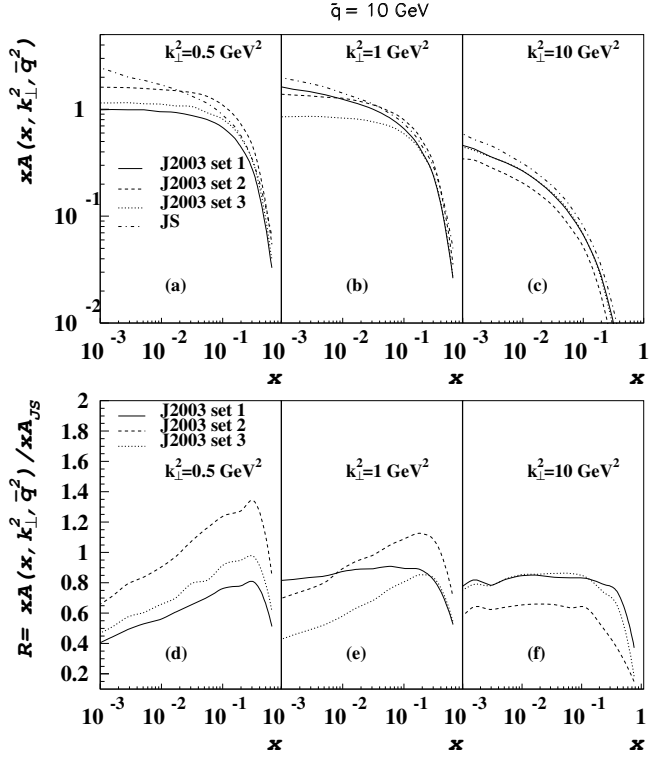 q̄ = 10 GeV
xA(x, k⊥², q̄²)
k⊥²=0.5 GeV² k⊥²=1 GeV² k⊥²=10 GeV²
1
10⁻¹
10⁻²
J2003 set 1
J2003 set 2
J2003 set 3
JS
(a) (b) (c)
10⁻³ 10⁻² 10⁻¹ 10⁻³ 10⁻² 10⁻¹ 10⁻³ 10⁻² 10⁻¹ 1
x x x
R= xA(x, k⊥², q̄²)/xA_JS
2
1.8
1.6
1.4
1.2
1
0.8
0.6
0.4
0.2
J2003 set 1
J2003 set 2
J2003 set 3
k⊥²=0.5 GeV² k⊥²=1 GeV² k⊥²=10 GeV²
(d) (e) (f)
10⁻³ 10⁻² 10⁻¹ 10⁻³ 10⁻² 10⁻¹ 10⁻³ 10⁻² 10⁻¹ 1
x x x